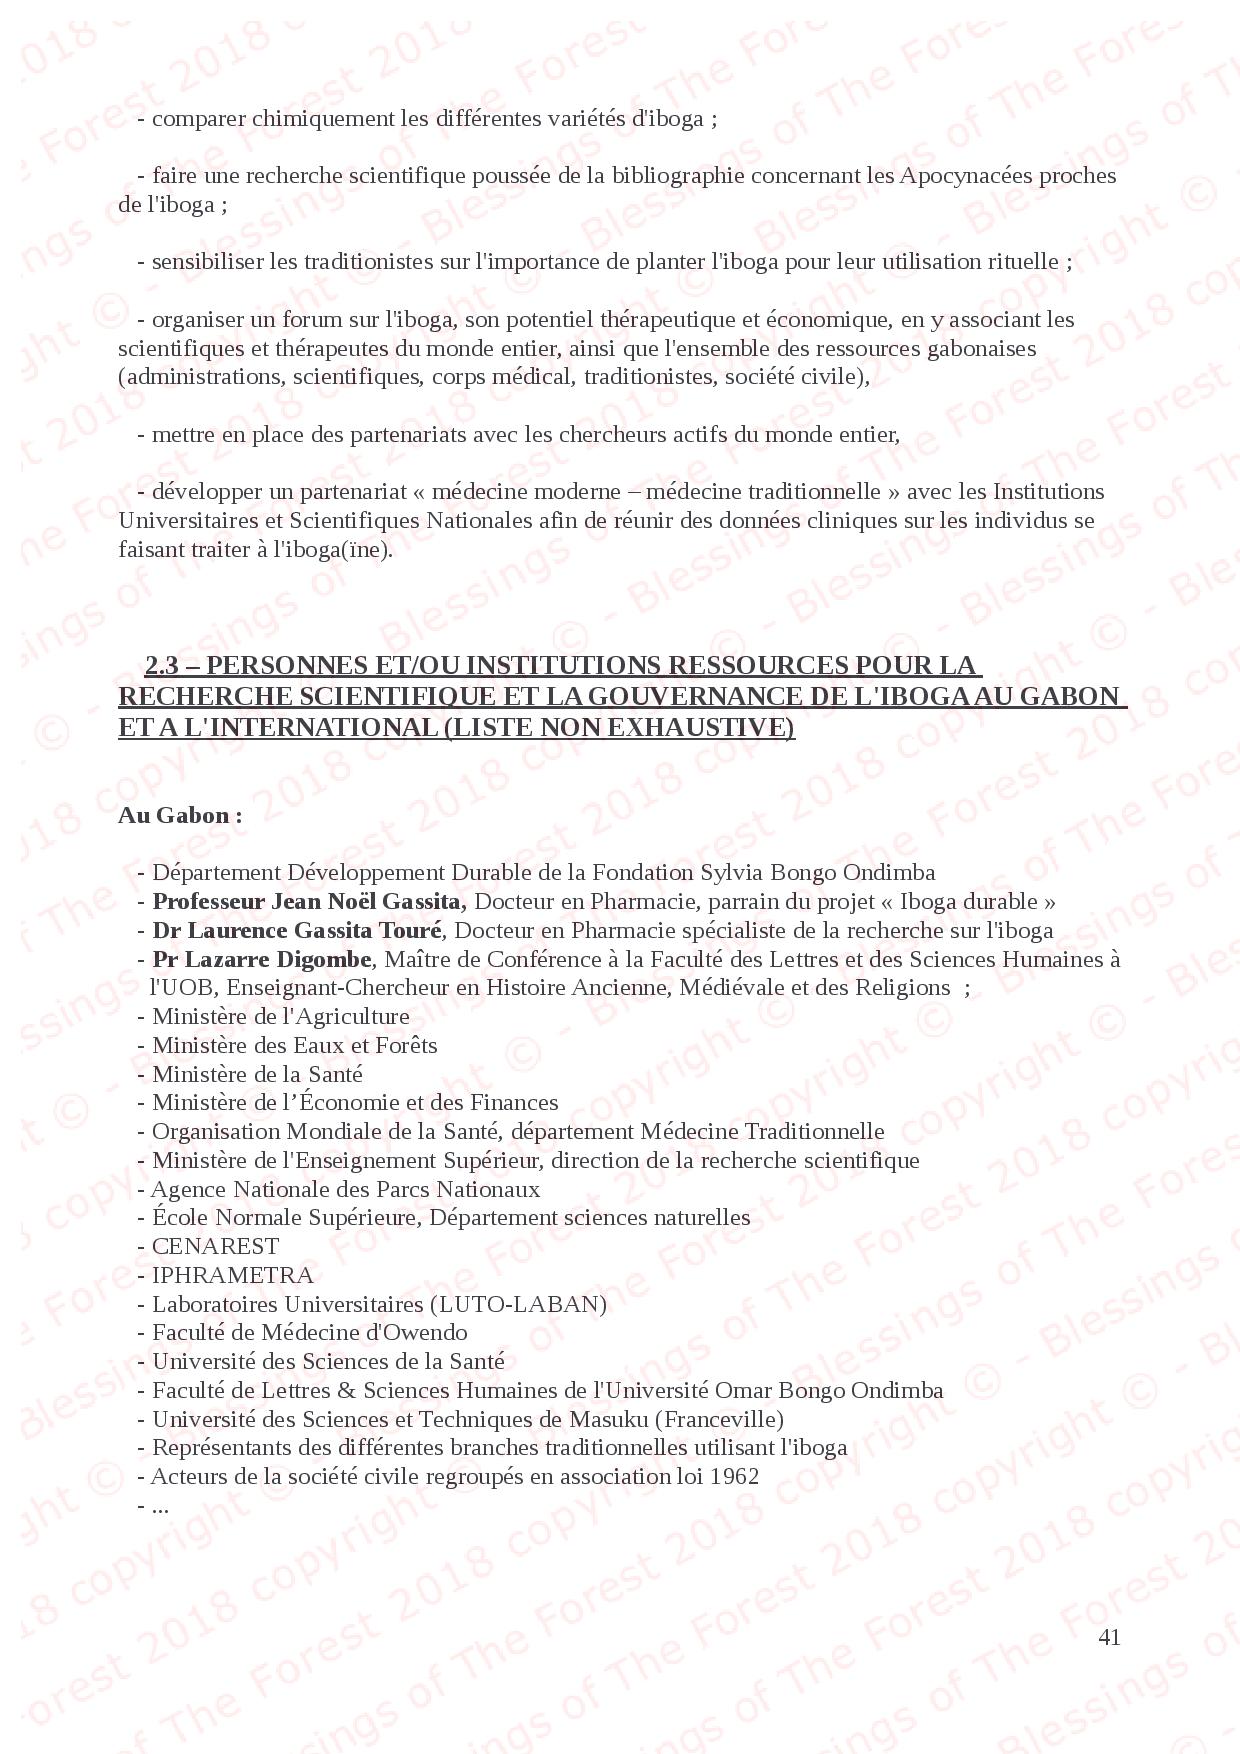 - comparer chimiquement les différentes variétés d'iboga ;
- faire une recherche scientifique poussée de la bibliographie concernant les Apocynacées proches
de l'iboga ;
- sensibiliser les traditionistes sur l'importance de planter l'iboga pour leur utilisation rituelle ;
- organiser un forum sur l'iboga, son potentiel thérapeutique et économique, en y associant les
scientifiques et thérapeutes du monde entier, ainsi que l'ensemble des ressources gabonaises
(administrations, scientifiques, corps médical, traditionistes, société civile),
- mettre en place des partenariats avec les chercheurs actifs du monde entier,
- développer un partenariat « médecine moderne – médecine traditionnelle » avec les Institutions
Universitaires et Scientifiques Nationales afin de réunir des données cliniques sur les individus se
faisant traiter à l'iboga(ïne).
2.3 – PERSONNES ET/OU INSTITUTIONS RESSOURCES POUR LA
RECHERCHE SCIENTIFIQUE ET LA GOUVERNANCE DE L'IBOGA AU GABON
ET A L'INTERNATIONAL (LISTE NON EXHAUSTIVE)
Au Gabon :
- Département Développement Durable de la Fondation Sylvia Bongo Ondimba
- Professeur Jean Noël Gassita, Docteur en Pharmacie, parrain du projet « Iboga durable »
- Dr Laurence Gassita Touré, Docteur en Pharmacie spécialiste de la recherche sur l'iboga
- Pr Lazarre Digombe, Maître de Conférence à la Faculté des Lettres et des Sciences Humaines à
l'UOB, Enseignant-Chercheur en Histoire Ancienne, Médiévale et des Religions ;
- Ministère de l'Agriculture
- Ministère des Eaux et Forêts
- Ministère de la Santé
- Ministère de l’Économie et des Finances
- Organisation Mondiale de la Santé, département Médecine Traditionnelle
- Ministère de l'Enseignement Supérieur, direction de la recherche scientifique
- Agence Nationale des Parcs Nationaux
- École Normale Supérieure, Département sciences naturelles
- CENAREST
- IPHRAMETRA
- Laboratoires Universitaires (LUTO-LABAN)
- Faculté de Médecine d'Owendo
- Université des Sciences de la Santé
- Faculté de Lettres & Sciences Humaines de l'Université Omar Bongo Ondimba
- Université des Sciences et Techniques de Masuku (Franceville)
- Représentants des différentes branches traditionnelles utilisant l'iboga
- Acteurs de la société civile regroupés en association loi 1962
- ...
41